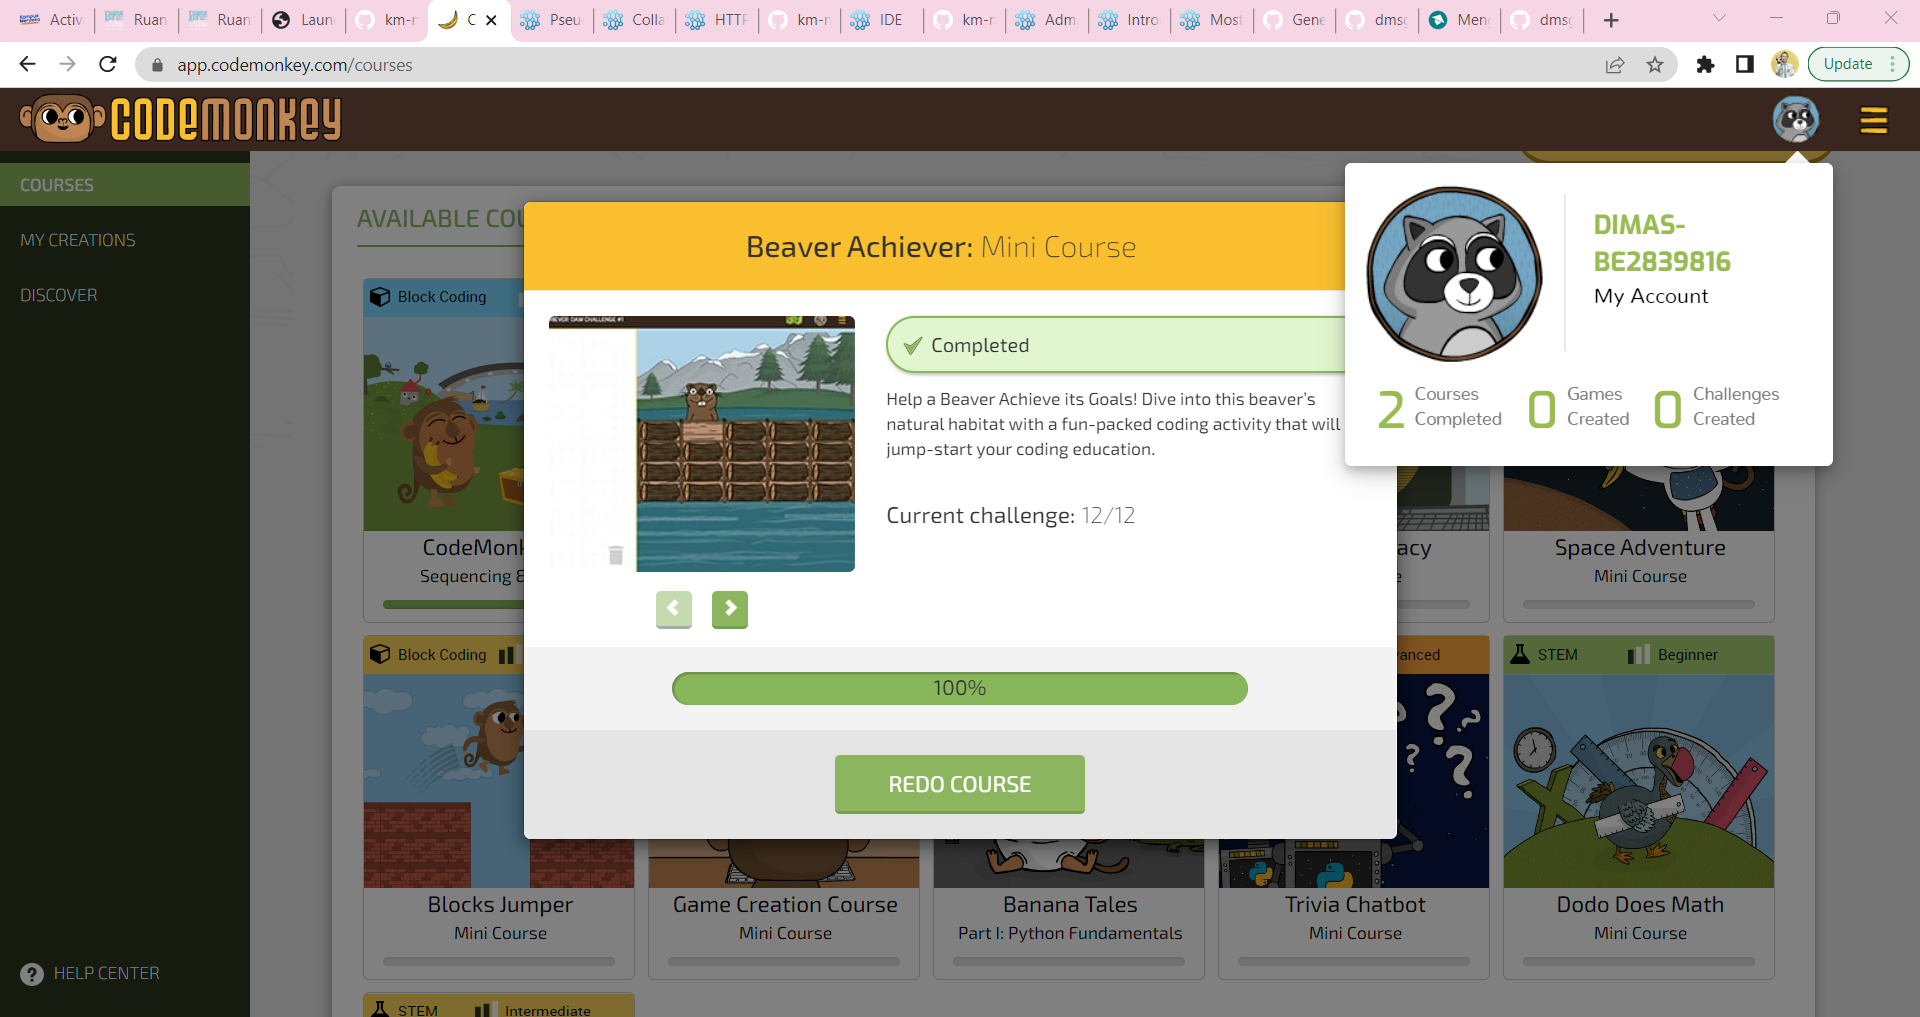 Activ
Ruan
Ruan
Laun
km-r
C
Pseu
Colla
HTTF
km-r
IDE
km-r
Adm
Intro
Most
Gene
dms
Men
dms
app.codemonkey.com/courses
Update
CODEMONKEY
COURSES
MY CREATIONS
DISCOVER
HELP CENTER
AVAILABLE COU
Block Coding
CodeMonk
Sequencing &
Beaver Achiever: Mini Course
Completed
Help a Beaver Achieve its Goals! Dive into this beaver's
natural habitat with a fun-packed coding activity that will
jump-start your coding education.
Current challenge: 12/12
100%
REDO COURSE
DIMAS-
BE2839816
My Account
2 Courses Completed
0 Games Created
0 Challenges Created
acy
Space Adventure
Mini Course
Block Coding
vanced
STEM
Beginner
Blocks Jumper
Mini Course
Game Creation Course
Mini Course
Banana Tales
Part I: Python Fundamentals
Trivia Chatbot
Mini Course
Dodo Does Math
Mini Course
STEM
Intermediate